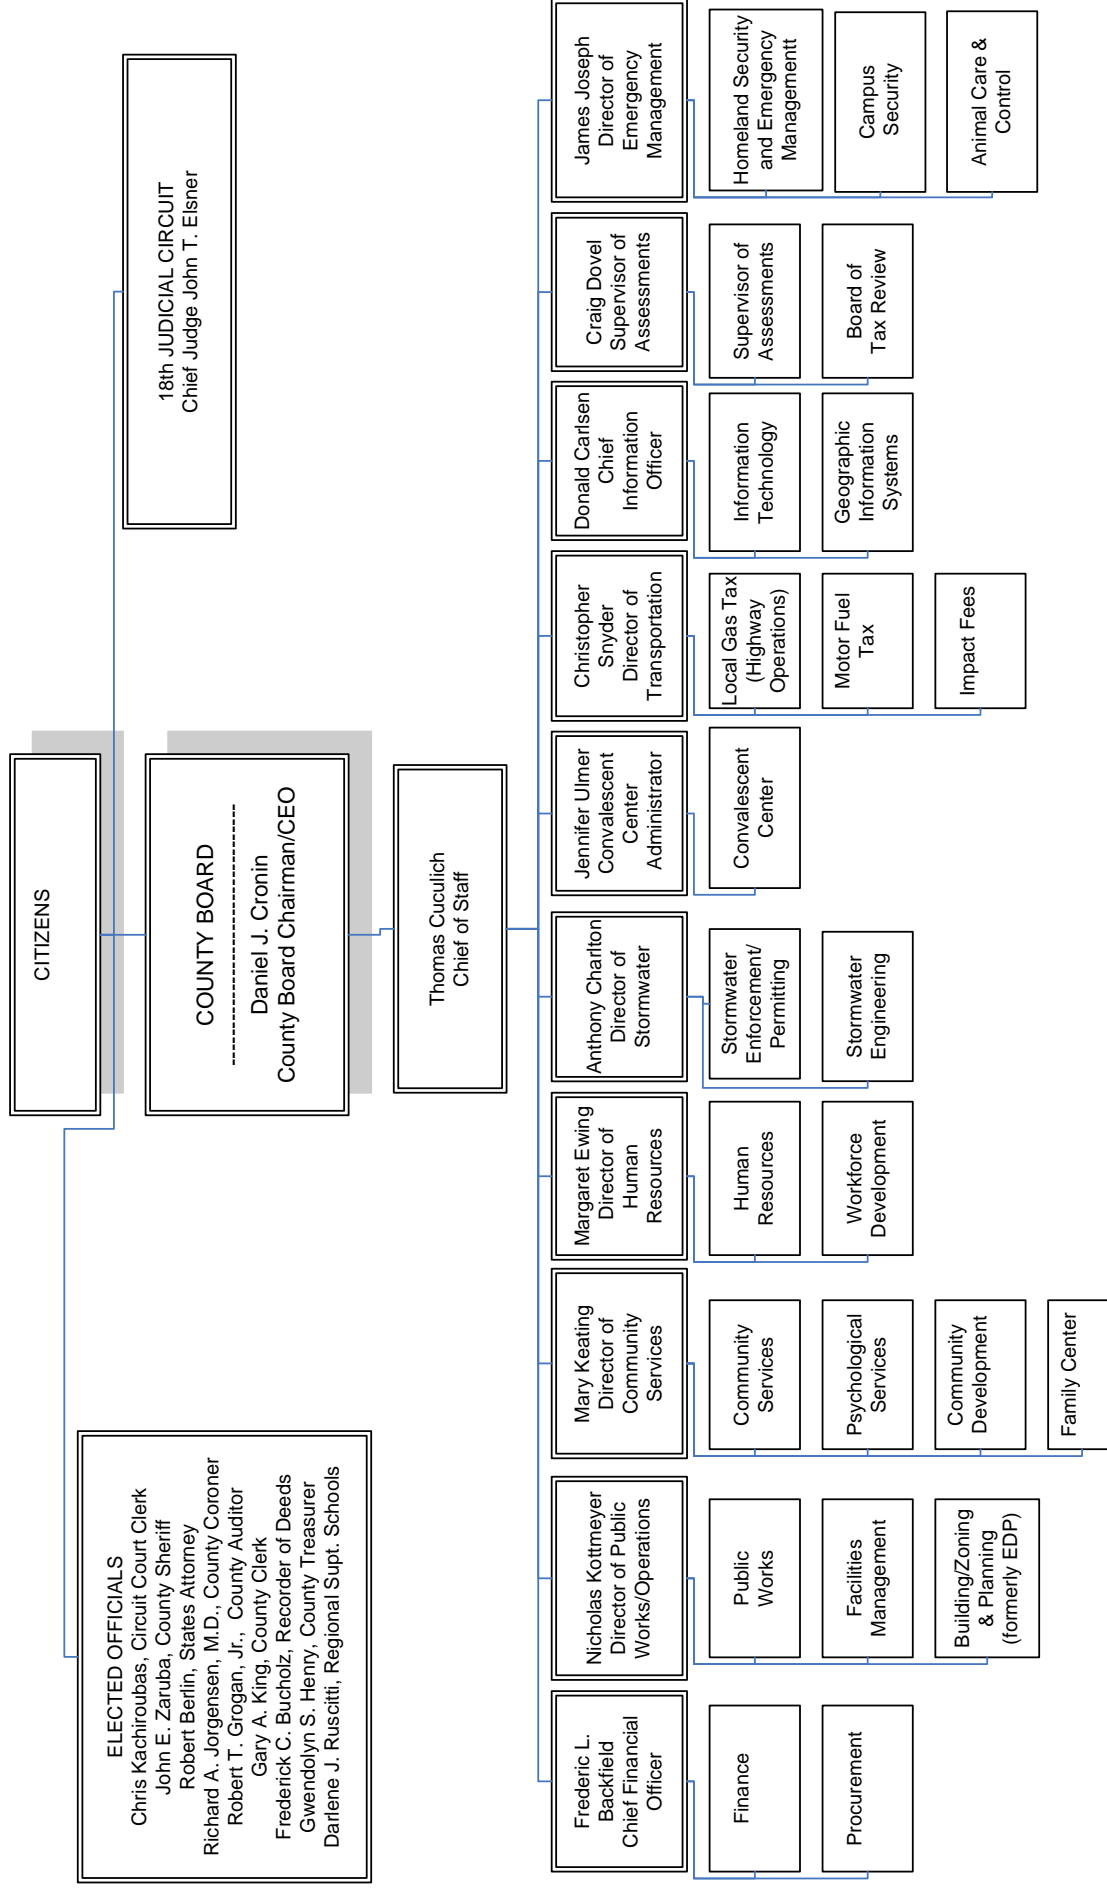 CITIZENS
18th JUDICIAL CIRCUIT
Chief Judge John T. Elsner
ELECTED OFFICIALS
Chris Kachiroubas, Circuit Court Clerk
John E. Zaruba, County Sheriff
Robert Berlin, States Attorney
Richard A. Jorgensen, M.D., County Coroner
Robert T. Grogan, Jr.,  County Auditor
Gary A. King, County Clerk
Frederick C. Bucholz, Recorder of Deeds
Gwendolyn S. Henry, County Treasurer
Darlene J. Ruscitti, Regional Supt. Schools
COUNTY BOARD
------------------------------
Daniel J. Cronin
County Board Chairman/CEO
Thomas Cuculich
Chief of Staff
Frederic L.
Backfield
Chief Financial
Officer
Finance
Procurement
Nicholas Kottmeyer
Director of Public
Works/Operations
Public
Works
Facilities
Management
Building/Zoning
& Planning
(formerly EDP)
Mary Keating
Director of
Community
Services
Community
Services
Psychological
Services
Community
Development
Family Center
Margaret Ewing
Director of
Human
Resources
Human
Resources
Workforce
Development
Anthony Charlton
Director of
Stormwater
Stormwater
Enforcement/
Permitting
Stormwater
Engineering
Jennifer Ulmer
Convalescent
Center
Administrator
Convalescent
Center
Christopher
Snyder
Director of
Transportation
Local Gas Tax
(Highway
Operations)
Motor Fuel
Tax
Impact Fees
Donald Carlsen
Chief
Information
Officer
Information
Technology
Geographic
Information
Systems
Craig Dovel
Supervisor of
Assessments
Supervisor of
Assessments
Board of
Tax Review
James Joseph
Director of
Emergency
Management
Homeland Security
and Emergency
Managementt
Campus
Security
Animal Care &
Control